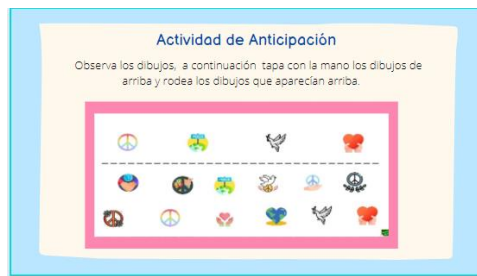 Actividad de Anticipación
Observa los dibujos, a continuación tapa con la mano los dibujos de
arriba y rodea los dibujos que aparecían arriba.